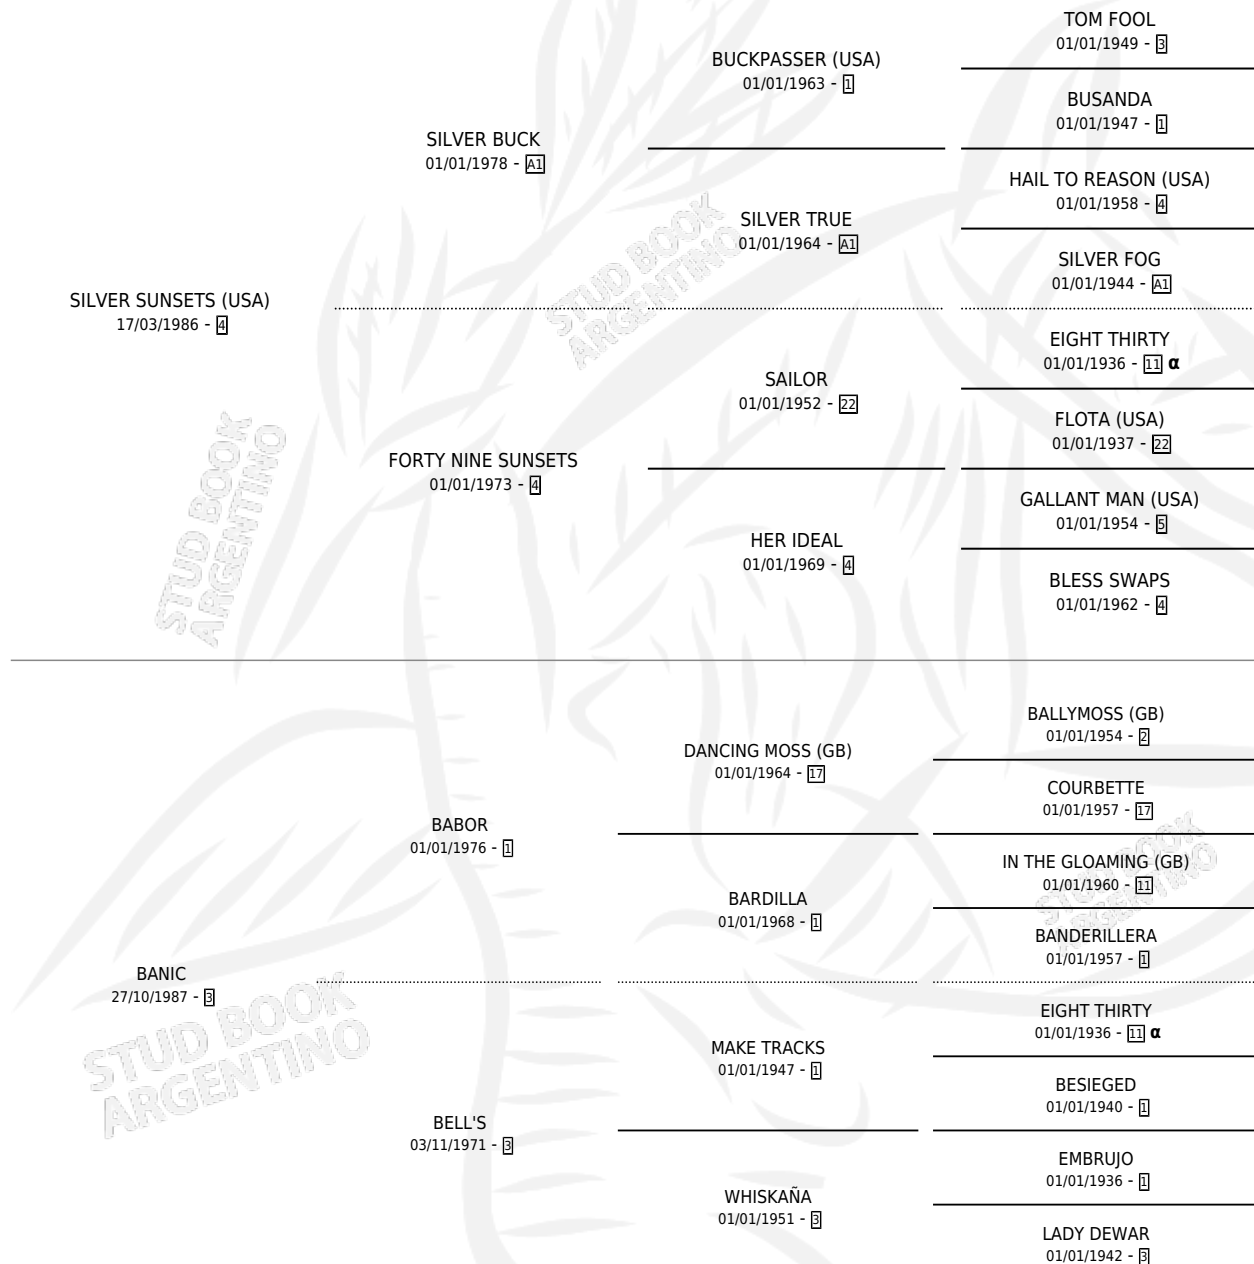 TOM FOOL
01/01/1949 - 3
BUCKPASSER (USA)
01/01/1963 - 1
BUSANDA
01/01/1947 - 1
SILVER BUCK
01/01/1978 - A1
HAIL TO REASON (USA)
01/01/1958 - 4
SILVER TRUE
01/01/1964 - A1
SILVER FOG
01/01/1944 - A1
SILVER SUNSETS (USA)
17/03/1986 - 4
STUD BOOK
ARGENTINO
EIGHT THIRTY
01/01/1936 - 11 α
SAILOR
01/01/1952 - 22
FLOTA (USA)
01/01/1937 - 22
FORTY NINE SUNSETS
01/01/1973 - 4
GALLANT MAN (USA)
01/01/1954 - 5
HER IDEAL
01/01/1969 - 4
BLESS SWAPS
01/01/1962 - 4
STUD BOOK
ARGENTINO
BALLYMOSS (GB)
01/01/1954 - 2
DANCING MOSS (GB)
01/01/1964 - 17
COURBETTE
01/01/1957 - 17
BABOR
01/01/1976 - 1
IN THE GLOAMING (GB)
01/01/1960 - 11
BARDILLA
01/01/1968 - 1
BANDERILLERA
01/01/1957 - 1
STUD BOOK
ARGENTINO
BANIC
27/10/1987 - 3
EIGHT THIRTY
01/01/1936 - 11 α
MAKE TRACKS
01/01/1947 - 1
BESIEGED
01/01/1940 - 1
BELL'S
03/11/1971 - 3
EMBRUJO
01/01/1936 - 1
WHISKAÑA
01/01/1951 - 3
LADY DEWAR
01/01/1942 - 3
STUD BOOK
ARGENTINO